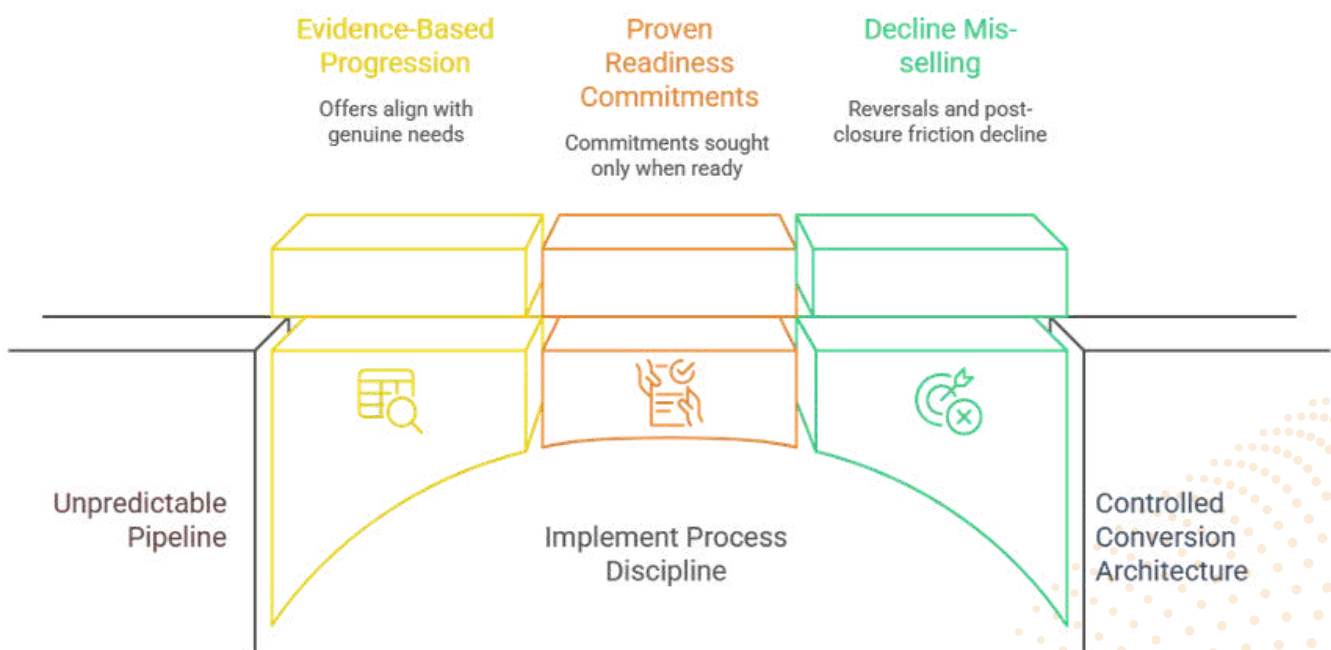 Evidence-Based
Progression
Offers align with
genuine needs
Proven
Readiness
Commitments
Commitments sought
only when ready
Decline Mis-
selling
Reversals and post-
closure friction decline
Unpredictable
Pipeline
Implement Process
Discipline
Controlled
Conversion
Architecture